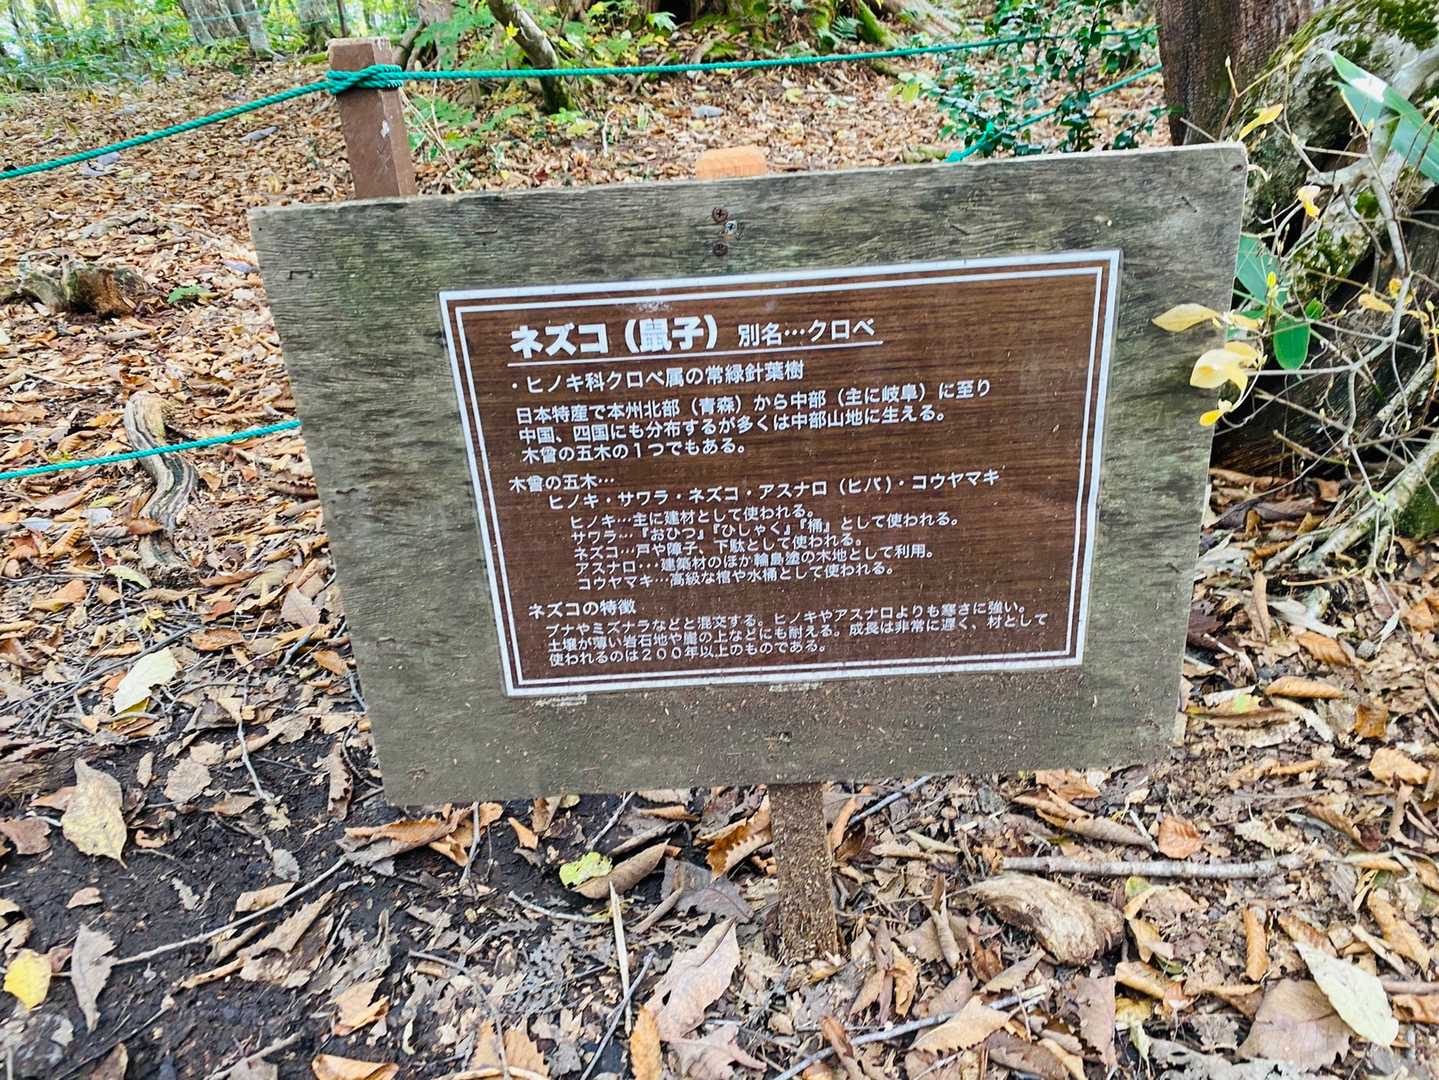 ネズコ（鼠子）別名…クロベ
・ヒノキ科クロベ属の常緑針葉樹
日本特産で本州北部（青森）から中部（主に岐阜）に至り
中国、四国にも分布するが多くは中部山地に生える。
木曾の五木の１つでもある。
木曾の五木…
ヒノキ・サワラ・ネズコ・アスナロ（ヒバ）・コウヤマキ
ヒノキ…主に建材として使われる。
サワラ…『おひつ』『ひしゃく』『桶』として使われる。
ネズコ…戸や障子、下駄として使われる。
アスナロ・・・建築材のほか輪島塗の木地として利用。
コウヤマキ…高級な棺や水桶として使われる。
ネズコの特徴
ブナやミズナラなどと混交する。ヒノキやアスナロよりも寒さに強い。
土壌が薄い岩石地や崖の上などにも耐える。成長は非常に遅く、材として
使われるのは２００年以上のものである。